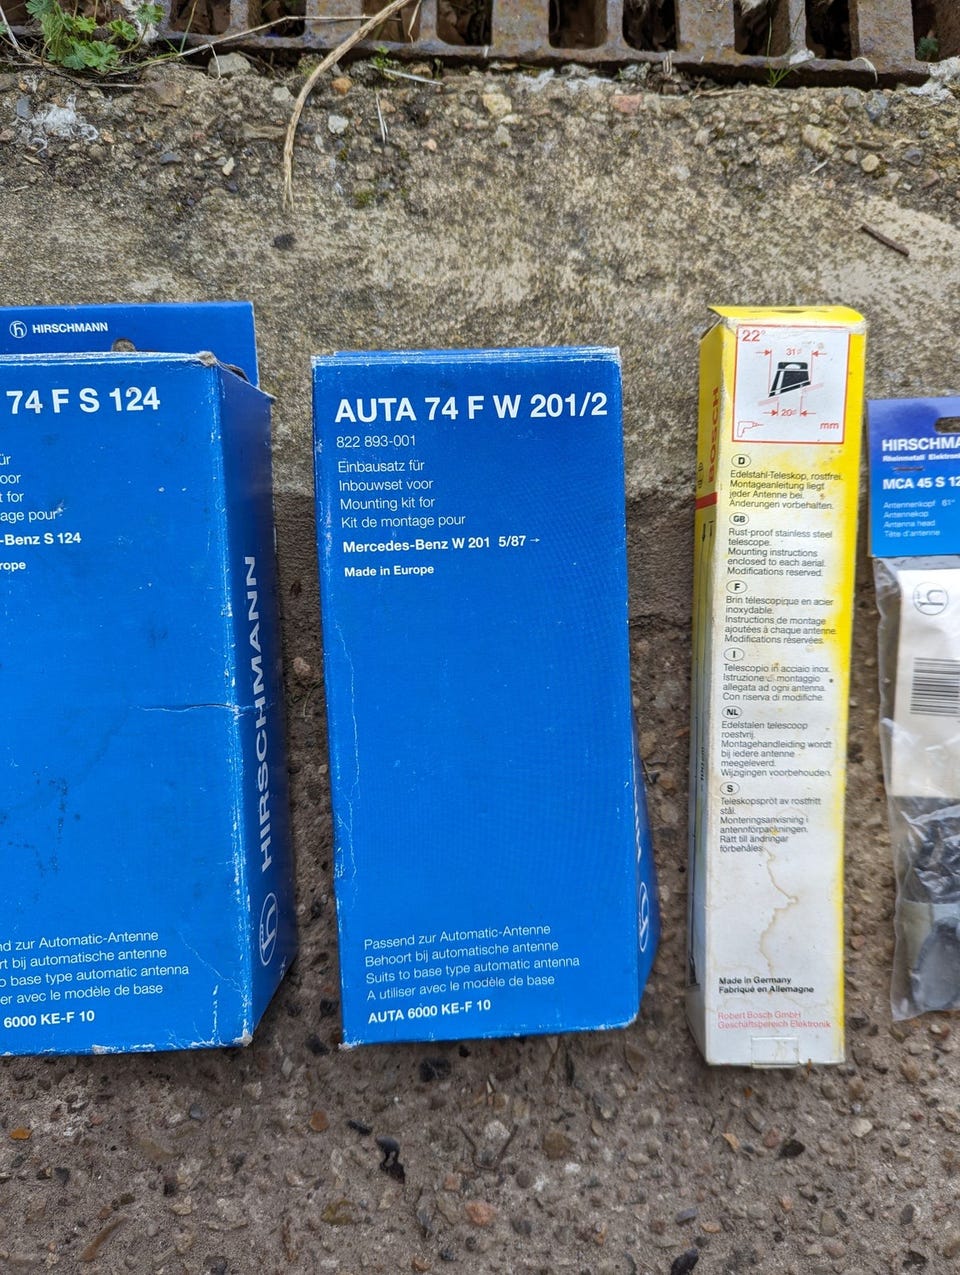 HIRSCHMANN
74 F S 124
ür
oor
t for
age pour
-Benz S 124
rope
HIRSCHMANN
nd zur Automatic-Antenne
rt bij automatische antenne
o base type automatic antenna
er avec le modèle de base
6000 KE-F 10
AUTA 74 F W 201/2
822 893-001
Einbausatz für
Inbouwset voor
Mounting kit for
Kit de montage pour
Mercedes-Benz W 201 5/87 →
Made in Europe
Passend zur Automatic-Antenne
Behoort bij automatische antenne
Suits to base type automatic antenna
A utiliser avec le modèle de base
AUTA 6000 KE-F 10
BOSCH
22°
31⌀
20⌀
mm
D
Edelstahl-Teleskop, rostfrei.
Montageanleitung liegt
jeder Antenne bei.
Änderungen vorbehalten.
GB
Rust-proof stainless steel
telescope.
Mounting instructions
enclosed to each aerial.
Modifications reserved.
F
Brin télescopique en acier
inoxydable.
Instructions de montage
ajoutées à chaque antenne.
Modifications réservées.
I
Telescopio in acciaio inox.
Istruzione di montaggio
allegata ad ogni antenna.
Con riserva di modifiche.
NL
Edelstalen telescoop
roestvrij.
Montagehandleiding wordt
bij iedere antenne
meegeleverd.
Wijzigingen voorbehouden.
S
Teleskopspröt av rostfritt
stål.
Monteringsanvisning i
antennförpackningen.
Rätt till ändringar
förbehålles
Made in Germany
Fabriqué en Allemagne
Robert Bosch GmbH
Geschäftsbereich Elektronik
HIRSCHMA
Rheinmetall Elektron
MCA 45 S 12
Antennenkopf 61°
Antennekop
Antenna head
Tête d'antenne